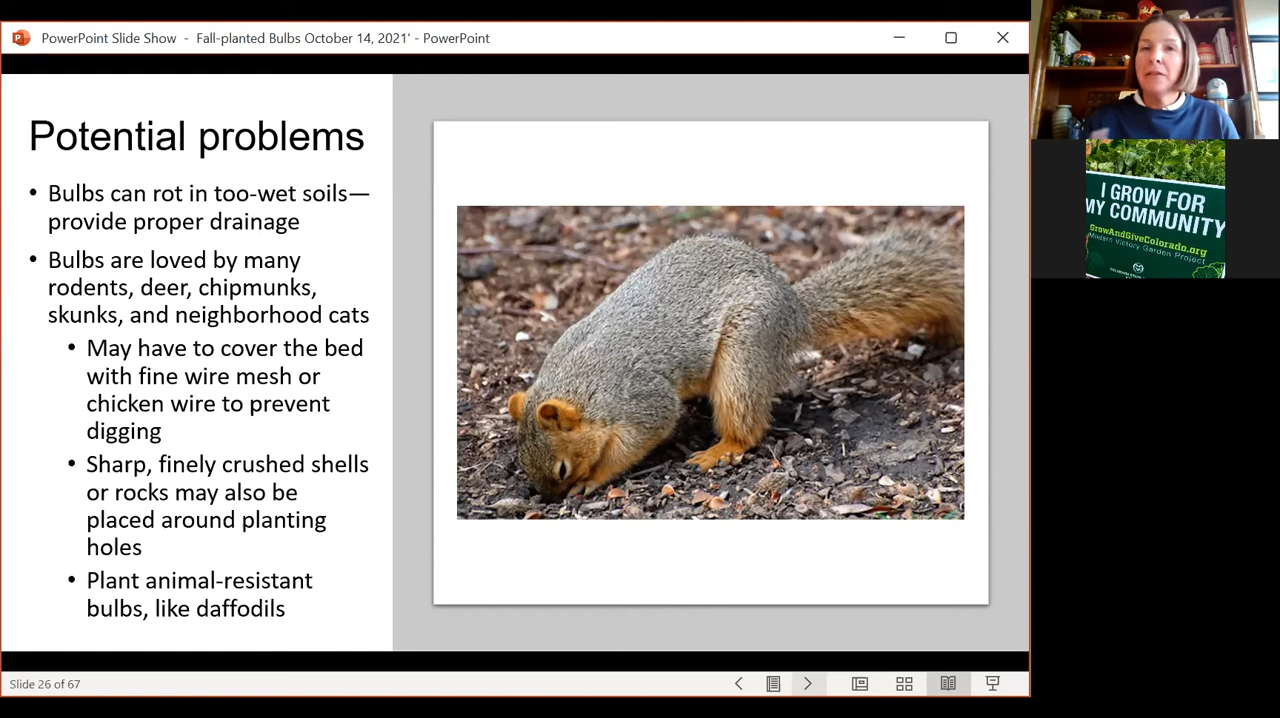 PowerPoint Slide Show - Fall-planted Bulbs October 14, 2021' - PowerPoint
Potential problems
• Bulbs can rot in too-wet soils—
provide proper drainage
• Bulbs are loved by many
rodents, deer, chipmunks,
skunks, and neighborhood cats
• May have to cover the bed
with fine wire mesh or
chicken wire to prevent
digging
• Sharp, finely crushed shells
or rocks may also be
placed around planting
holes
• Plant animal-resistant
bulbs, like daffodils
Slide 26 of 67
I GROW FOR
MY COMMUNITY
GrowAndGiveColorado.org
Modern Victory Garden Project